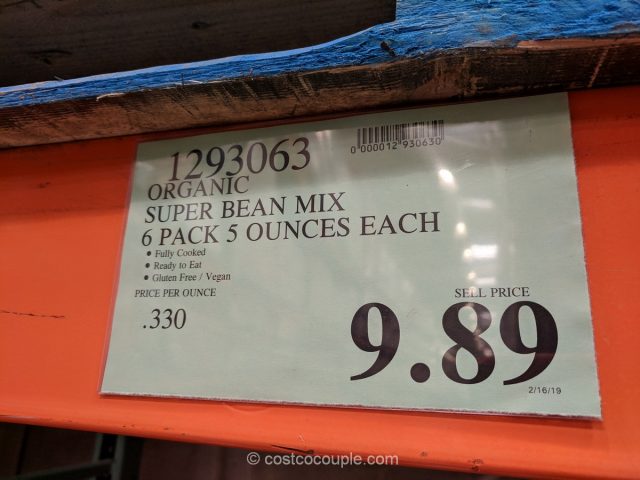 1293063
0 000012 930630
ORGANIC
SUPER BEAN MIX
6 PACK 5 OUNCES EACH
• Fully Cooked
• Ready to Eat
• Gluten Free / Vegan
PRICE PER OUNCE
.330
SELL PRICE
9.89
2/16/19
© costcocouple.com